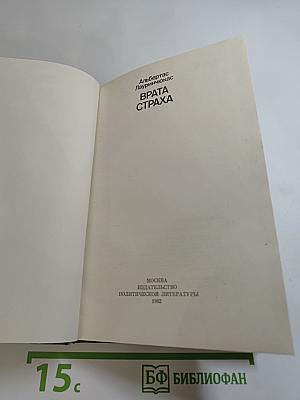 Альбертас
Лауринчюкас
ВРАТА
СТРАХА
МОСКВА
ИЗДАТЕЛЬСТВО
ПОЛИТИЧЕСКОЙ ЛИТЕРАТУРЫ
1982
15с
БФ БИБЛИОФАН